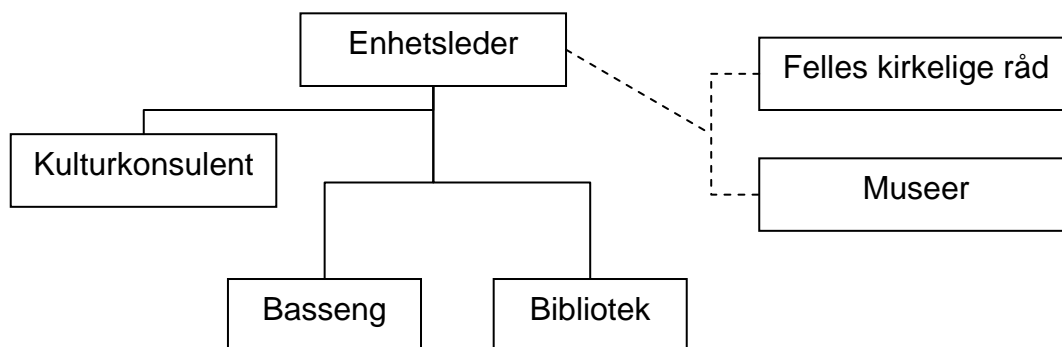 Enhetsleder
Felles kirkelige råd
Kulturkonsulent
Museer
Basseng
Bibliotek